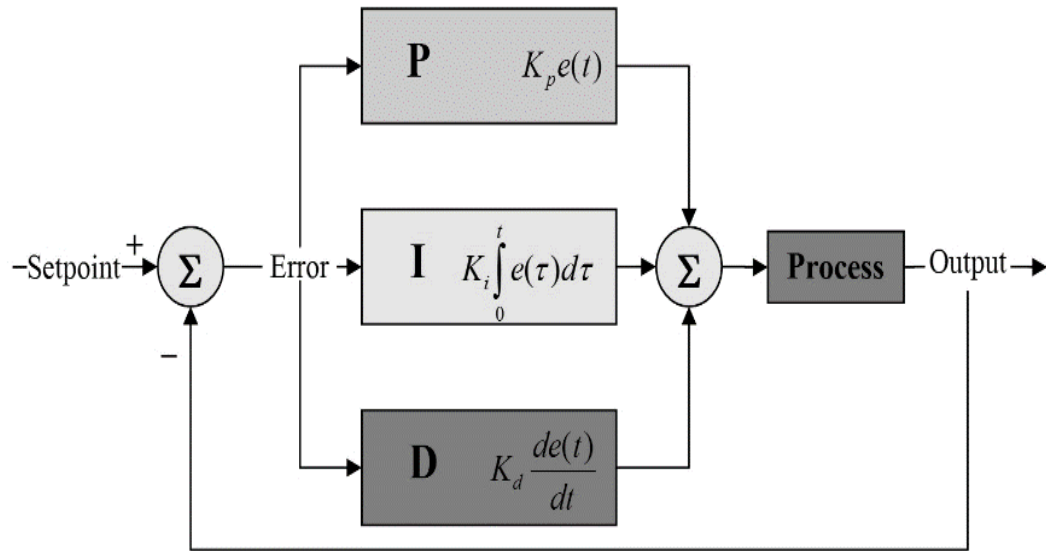 P K_p e(t)
+
–Setpoint Σ Error I K_i ∫_0^t e(τ)dτ Σ Process Output
–
D K_d de(t)/dt